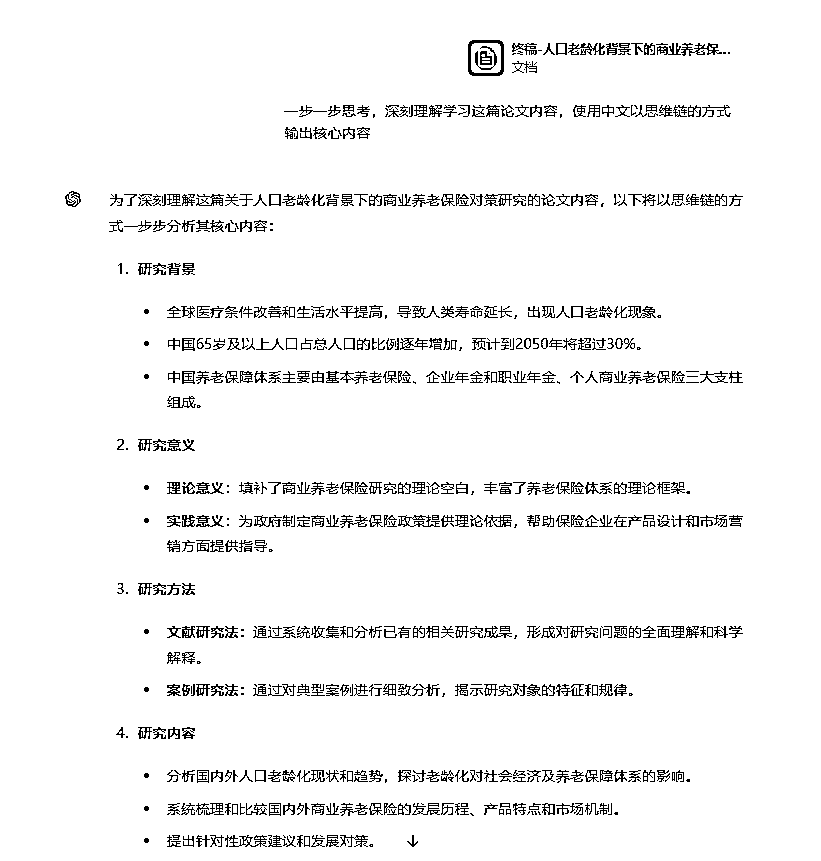 终稿-人口老龄化背景下的商业养老保...
文档
一步一步思考，深刻理解学习这篇论文内容，使用中文以思维链的方式
输出核心内容
为了深刻理解这篇关于人口老龄化背景下的商业养老保险对策研究的论文内容，以下将以思维链的方
式一步步分析其核心内容：
1. 研究背景
• 全球医疗条件改善和生活水平提高，导致人类寿命延长，出现人口老龄化现象。
• 中国65岁及以上人口占总人口的比例逐年增加，预计到2050年将超过30%。
• 中国养老保障体系主要由基本养老保险、企业年金和职业年金、个人商业养老保险三大支柱
组成。
2. 研究意义
• 理论意义：填补了商业养老保险研究的理论空白，丰富了养老保险体系的理论框架。
• 实践意义：为政府制定商业养老保险政策提供理论依据，帮助保险企业在产品设计和市场营
销方面提供指导。
3. 研究方法
• 文献研究法：通过系统收集和分析已有的相关研究成果，形成对研究问题的全面理解和科学
解释。
• 案例研究法：通过对典型案例进行细致分析，揭示研究对象的特征和规律。
4. 研究内容
• 分析国内外人口老龄化现状和趋势，探讨老龄化对社会经济及养老保障体系的影响。
• 系统梳理和比较国内外商业养老保险的发展历程、产品特点和市场机制。
• 提出针对性政策建议和发展对策。